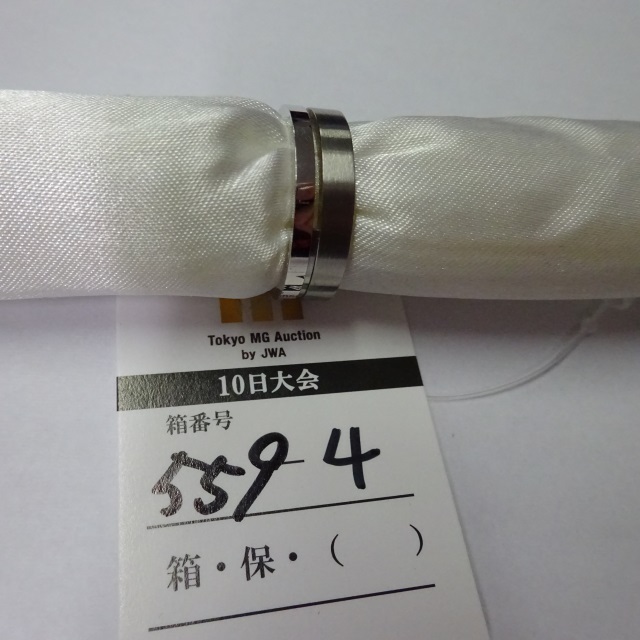 Tokyo MG Auction
by JWA
10日大会
箱番号
559-4
箱・保・(　　)